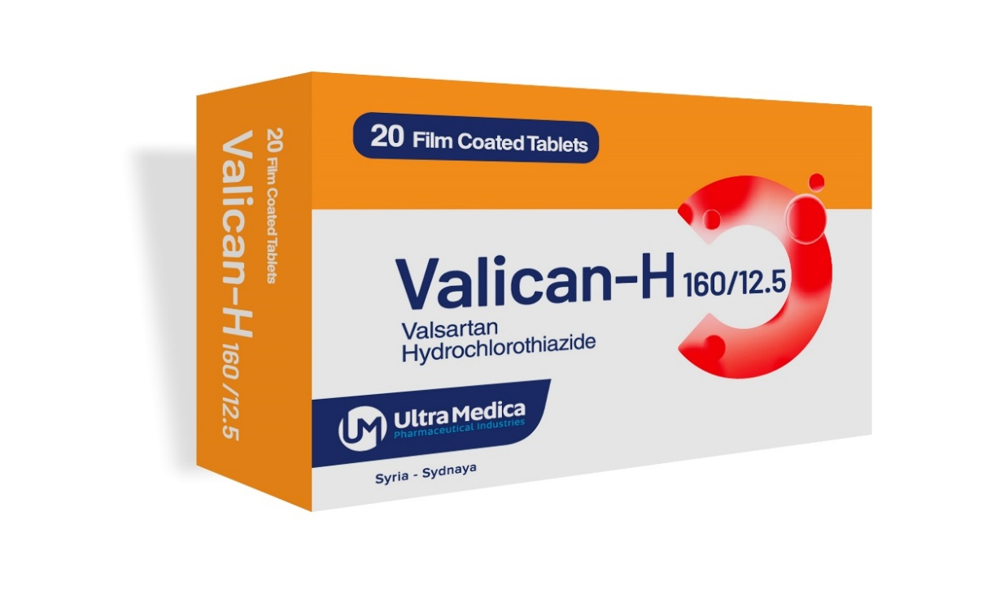 20 Film Coated Tablets
Valican-H 160/12.5
20 Film Coated Tablets
Valican-H 160/12.5
Valsartan
Hydrochlorothiazide
UM Ultra Medica
Pharmaceutical Industries
Syria - Sydnaya